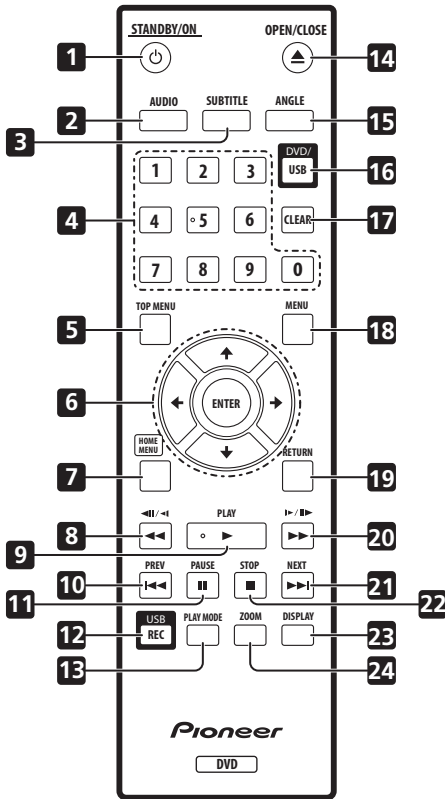 STANDBY/ON OPEN/CLOSE
1 14
AUDIO SUBTITLE ANGLE
2 15
3
DVD/
USB 16
1 2 3
4 4 5 6 CLEAR 17
7 8 9 0
TOP MENU MENU
5 18
6 ENTER
HOME
MENU RETURN
7 19
PLAY
8 20
9
PREV PAUSE STOP NEXT
10 21
11 22
USB
REC PLAY MODE ZOOM DISPLAY
12 23
13 24
Pioneer
DVD